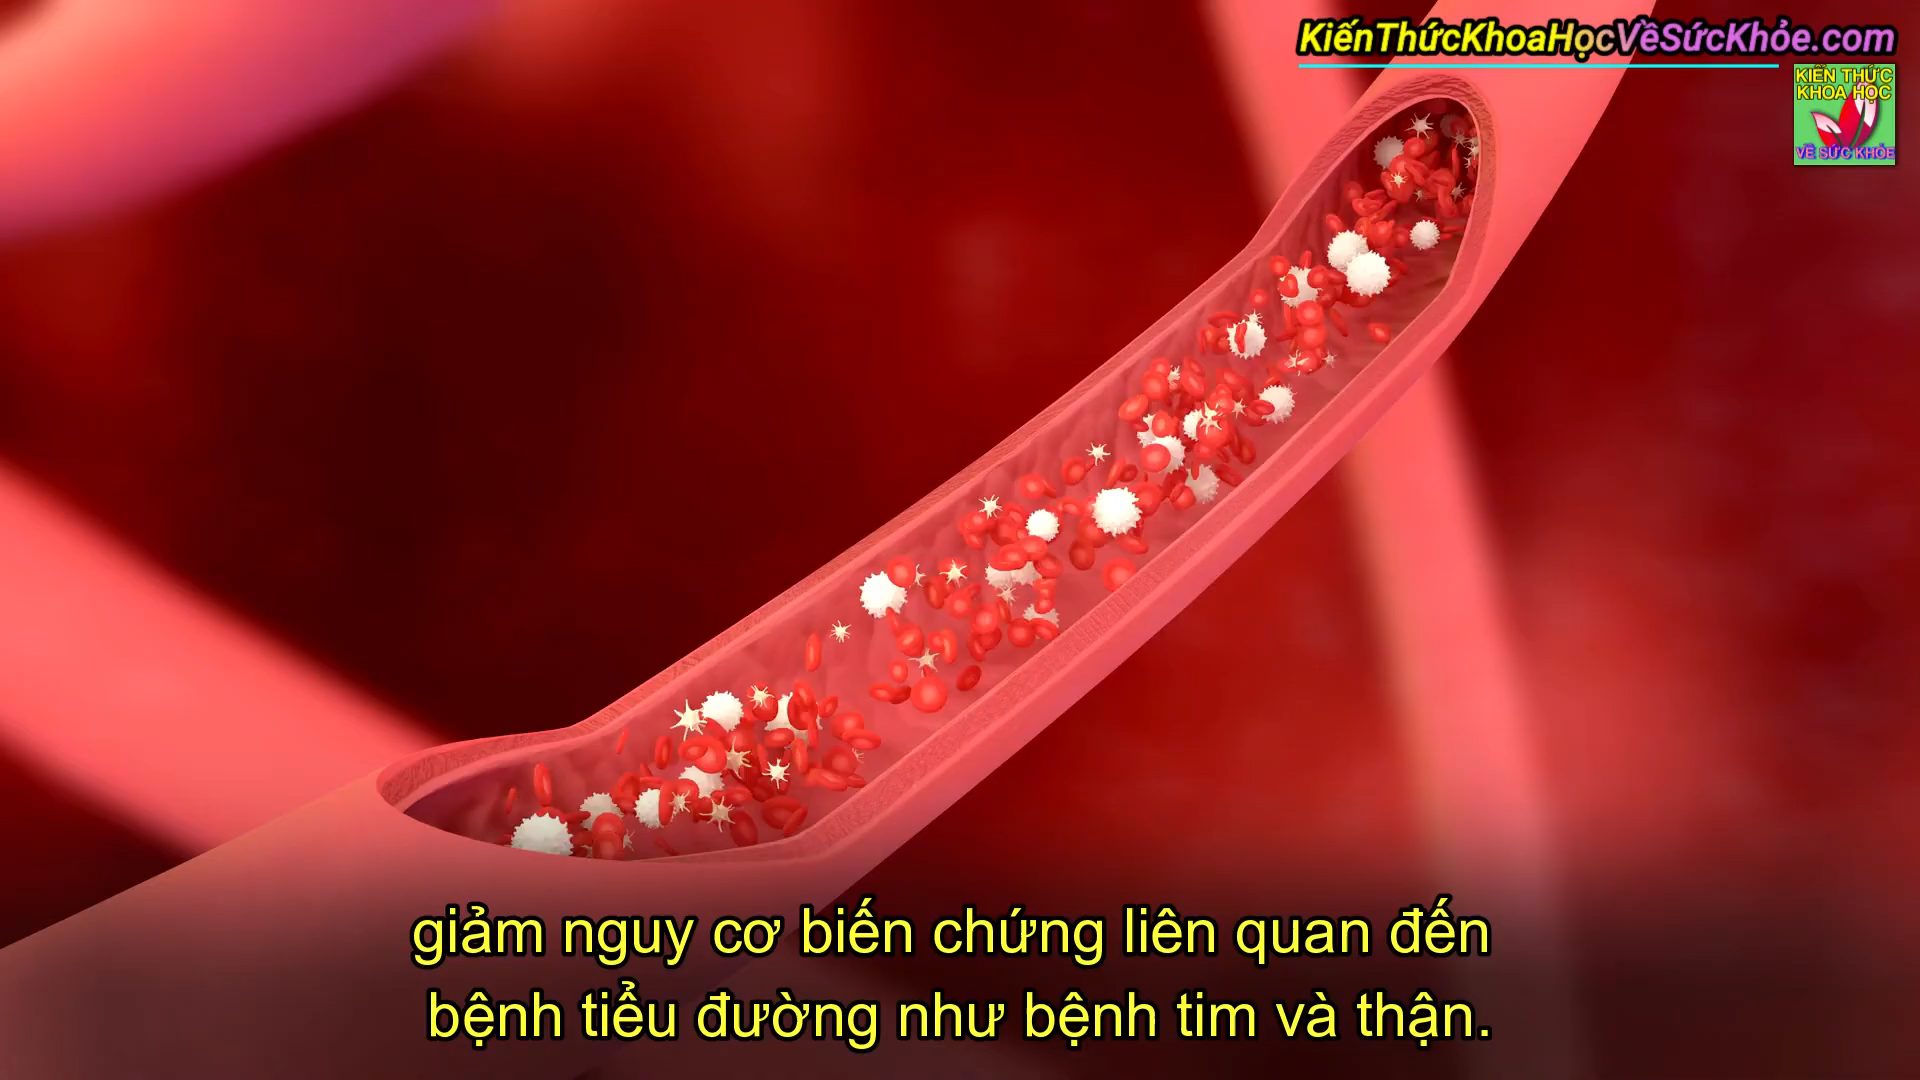 KiếnThứcKhoaHọcVềSứcKhỏe.com
KIẾN THỨC
KHOA HỌC
VỀ SỨC KHỎE
giảm nguy cơ biến chứng liên quan đến
bệnh tiểu đường như bệnh tim và thận.